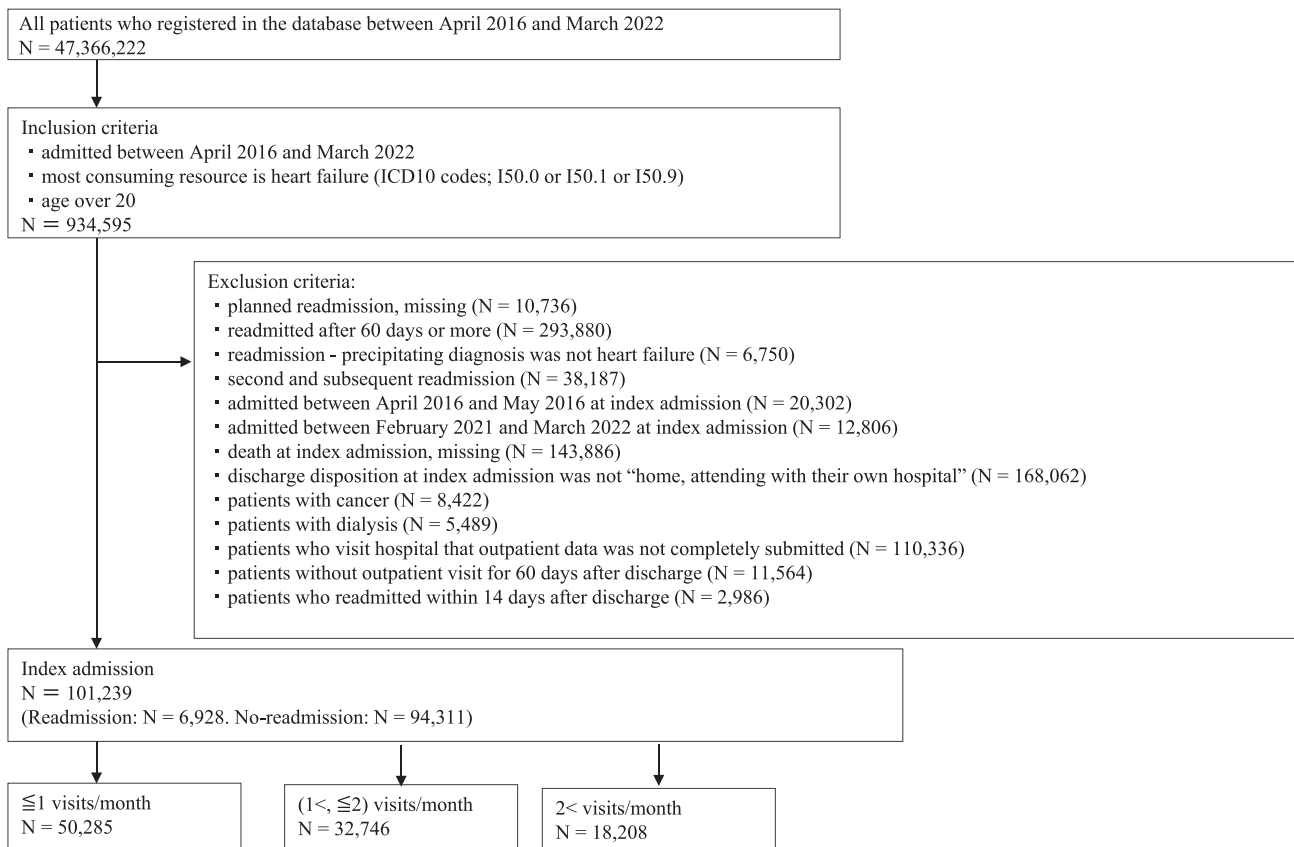 All patients who registered in the database between April 2016 and March 2022
N = 47,366,222
Inclusion criteria
・admitted between April 2016 and March 2022
・most consuming resource is heart failure (ICD10 codes; I50.0 or I50.1 or I50.9)
・age over 20
N = 934,595
Exclusion criteria:
・planned readmission, missing (N = 10,736)
・readmitted after 60 days or more (N = 293,880)
・readmission - precipitating diagnosis was not heart failure (N = 6,750)
・second and subsequent readmission (N = 38,187)
・admitted between April 2016 and May 2016 at index admission (N = 20,302)
・admitted between February 2021 and March 2022 at index admission (N = 12,806)
・death at index admission, missing (N = 143,886)
・discharge disposition at index admission was not “home, attending with their own hospital” (N = 168,062)
・patients with cancer (N = 8,422)
・patients with dialysis (N = 5,489)
・patients who visit hospital that outpatient data was not completely submitted (N = 110,336)
・patients without outpatient visit for 60 days after discharge (N = 11,564)
・patients who readmitted within 14 days after discharge (N = 2,986)
Index admission
N = 101,239
(Readmission: N = 6,928. No-readmission: N = 94,311)
≦1 visits/month
N = 50,285
(1<, ≦2) visits/month
N = 32,746
2< visits/month
N = 18,208